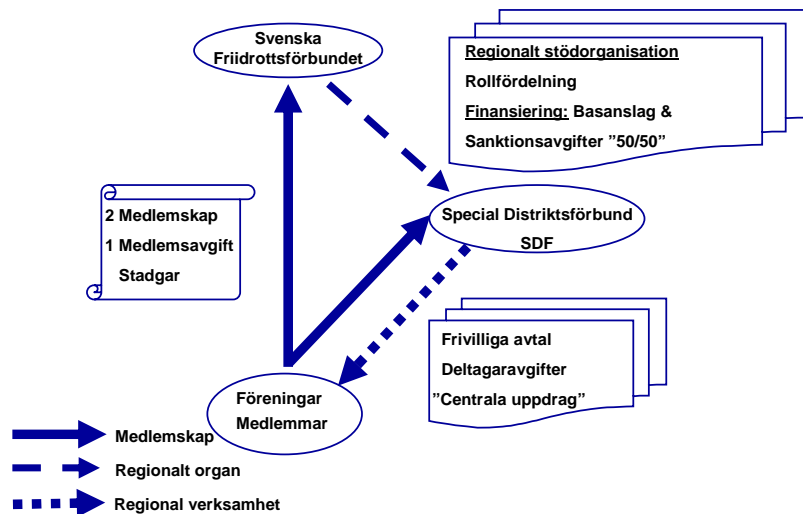 Svenska
Friidrottsförbundet
Regionalt stödorganisation
Rollfördelning
Finansiering: Basanslag &
Sanktionsavgifter ”50/50”
2 Medlemskap
1 Medlemsavgift
Stadgar
Special Distriktsförbund
SDF
Frivilliga avtal
Deltagaravgifter
”Centrala uppdrag”
Föreningar
Medlemmar
Medlemskap
Regionalt organ
Regional verksamhet